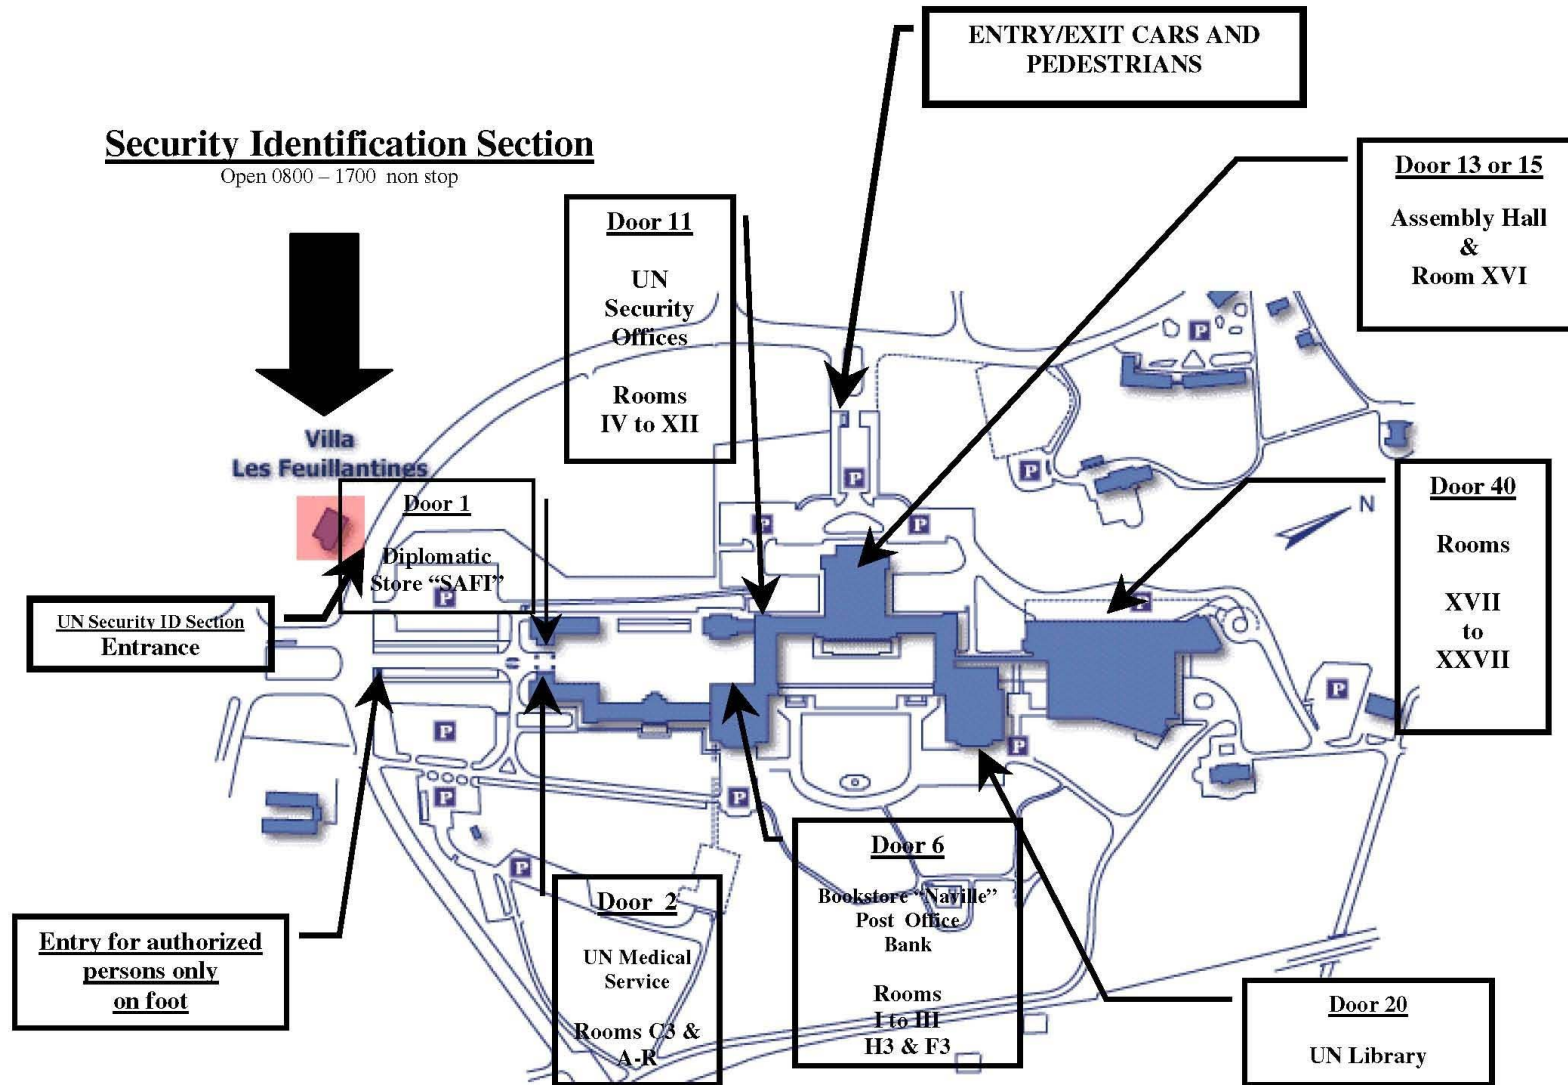 ENTRY/EXIT CARS AND
PEDESTRIANS
Security Identification Section
Open 0800 – 1700 non stop
Door 13 or 15
Assembly Hall
&
Room XVI
Door 11
UN
Security
Offices
Rooms
IV to XII
Villa
Les Feuillantines
Door 1
Diplomatic
Store “SAFI”
Door 40
Rooms
XVII
to
XXVII
N
UN Security ID Section
Entrance
P
P
P
P
P
P
P
P
P
P
P
P
P
Entry for authorized
persons only
on foot
Door 2
UN Medical
Service
Rooms C3 &
A-R
Door 6
Bookstore “Naville”
Post Office
Bank
Rooms
I to III
H3 & F3
Door 20
UN Library